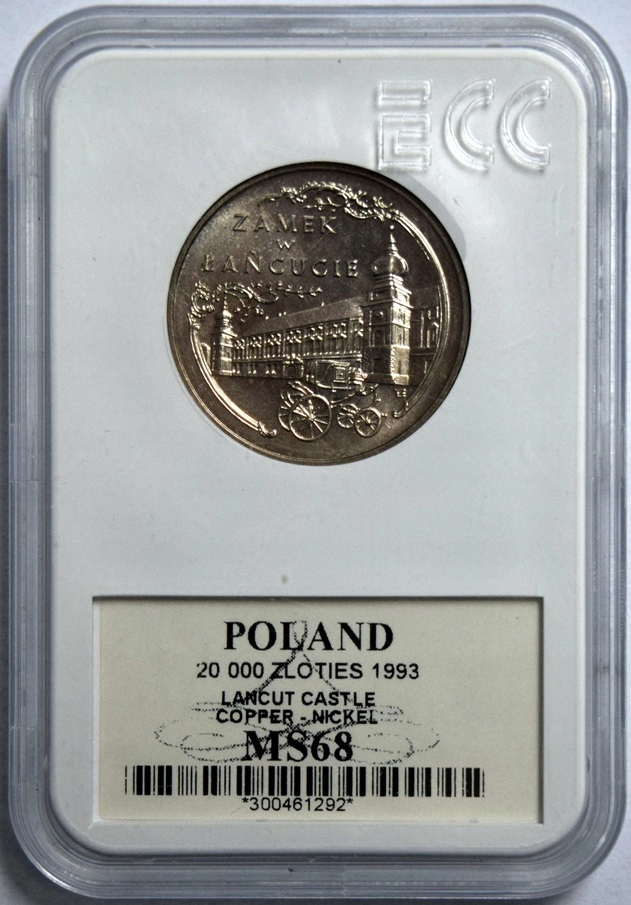 ECC
ZAMEK
W
ŁAŃCUCIE
POLAND
20 000 ZLOTIES 1993
LANCUT CASTLE
COPPER - NICKEL
MS68
*300461292*